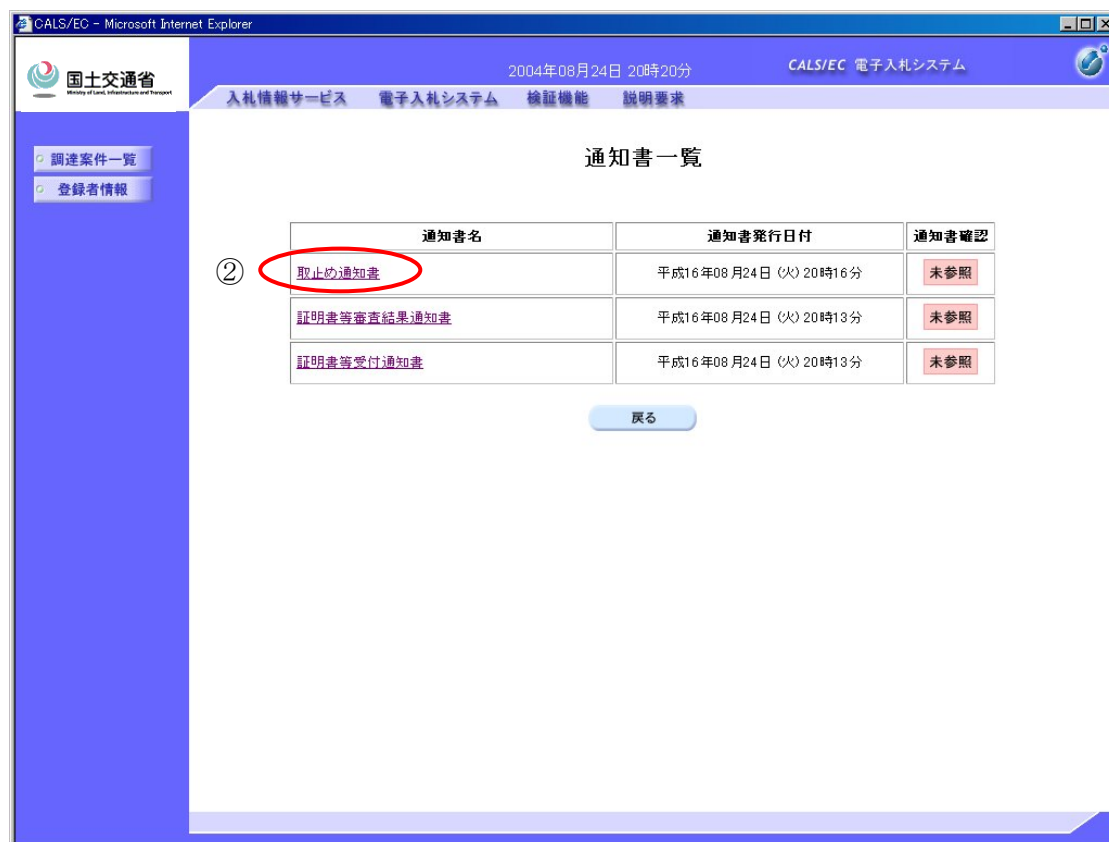 CALS/EC - Microsoft Internet Explorer
国土交通省
Ministry of Land, Infrastructure and Transport
2004年08月24日 20時20分
CALS/EC 電子入札システム
入札情報サービス 電子入札システム 検証機能 説明要求
調達案件一覧
登録者情報
通知書一覧
通知書名 通知書発行日付 通知書確認
② 取止め通知書 平成16年08月24日 (火) 20時16分 未参照
証明書等審査結果通知書 平成16年08月24日 (火) 20時13分 未参照
証明書等受付通知書 平成16年08月24日 (火) 20時13分 未参照
戻る